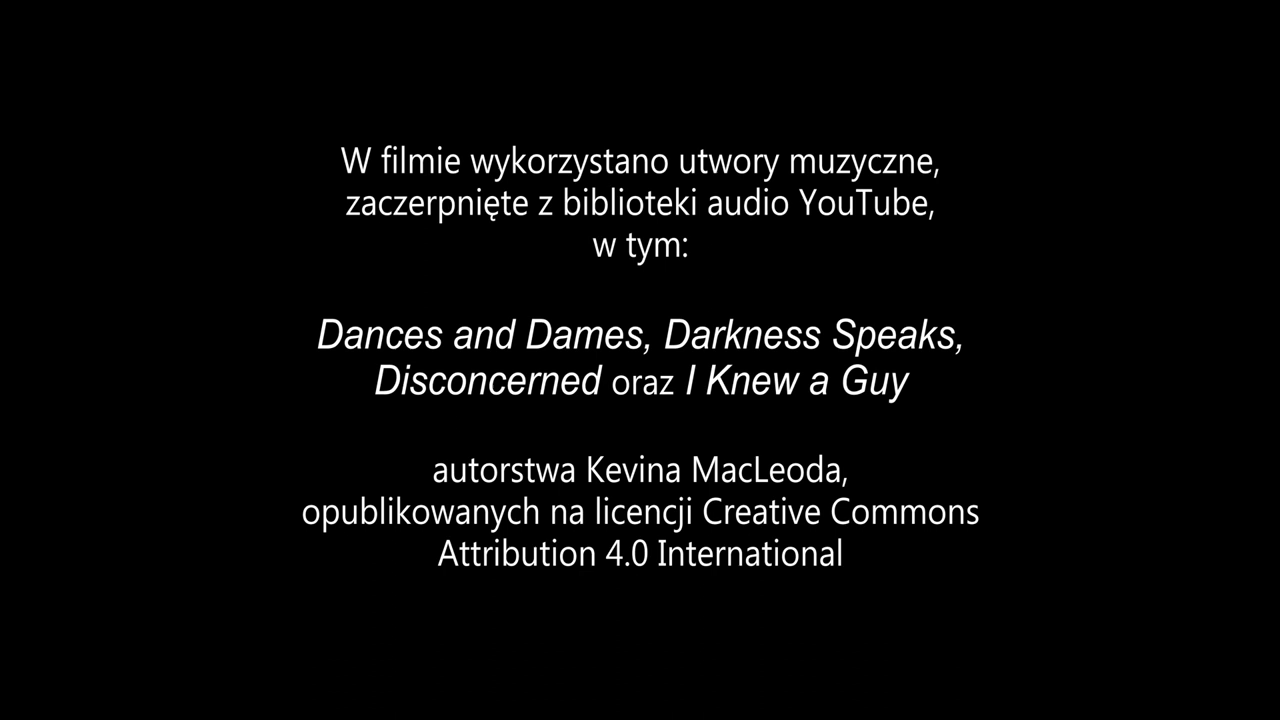 W filmie wykorzystano utwory muzyczne,
zaczerpnięte z biblioteki audio YouTube,
w tym:
Dances and Dames, Darkness Speaks,
Disconcerned oraz I Knew a Guy
autorstwa Kevina MacLeoda,
opublikowanych na licencji Creative Commons
Attribution 4.0 International